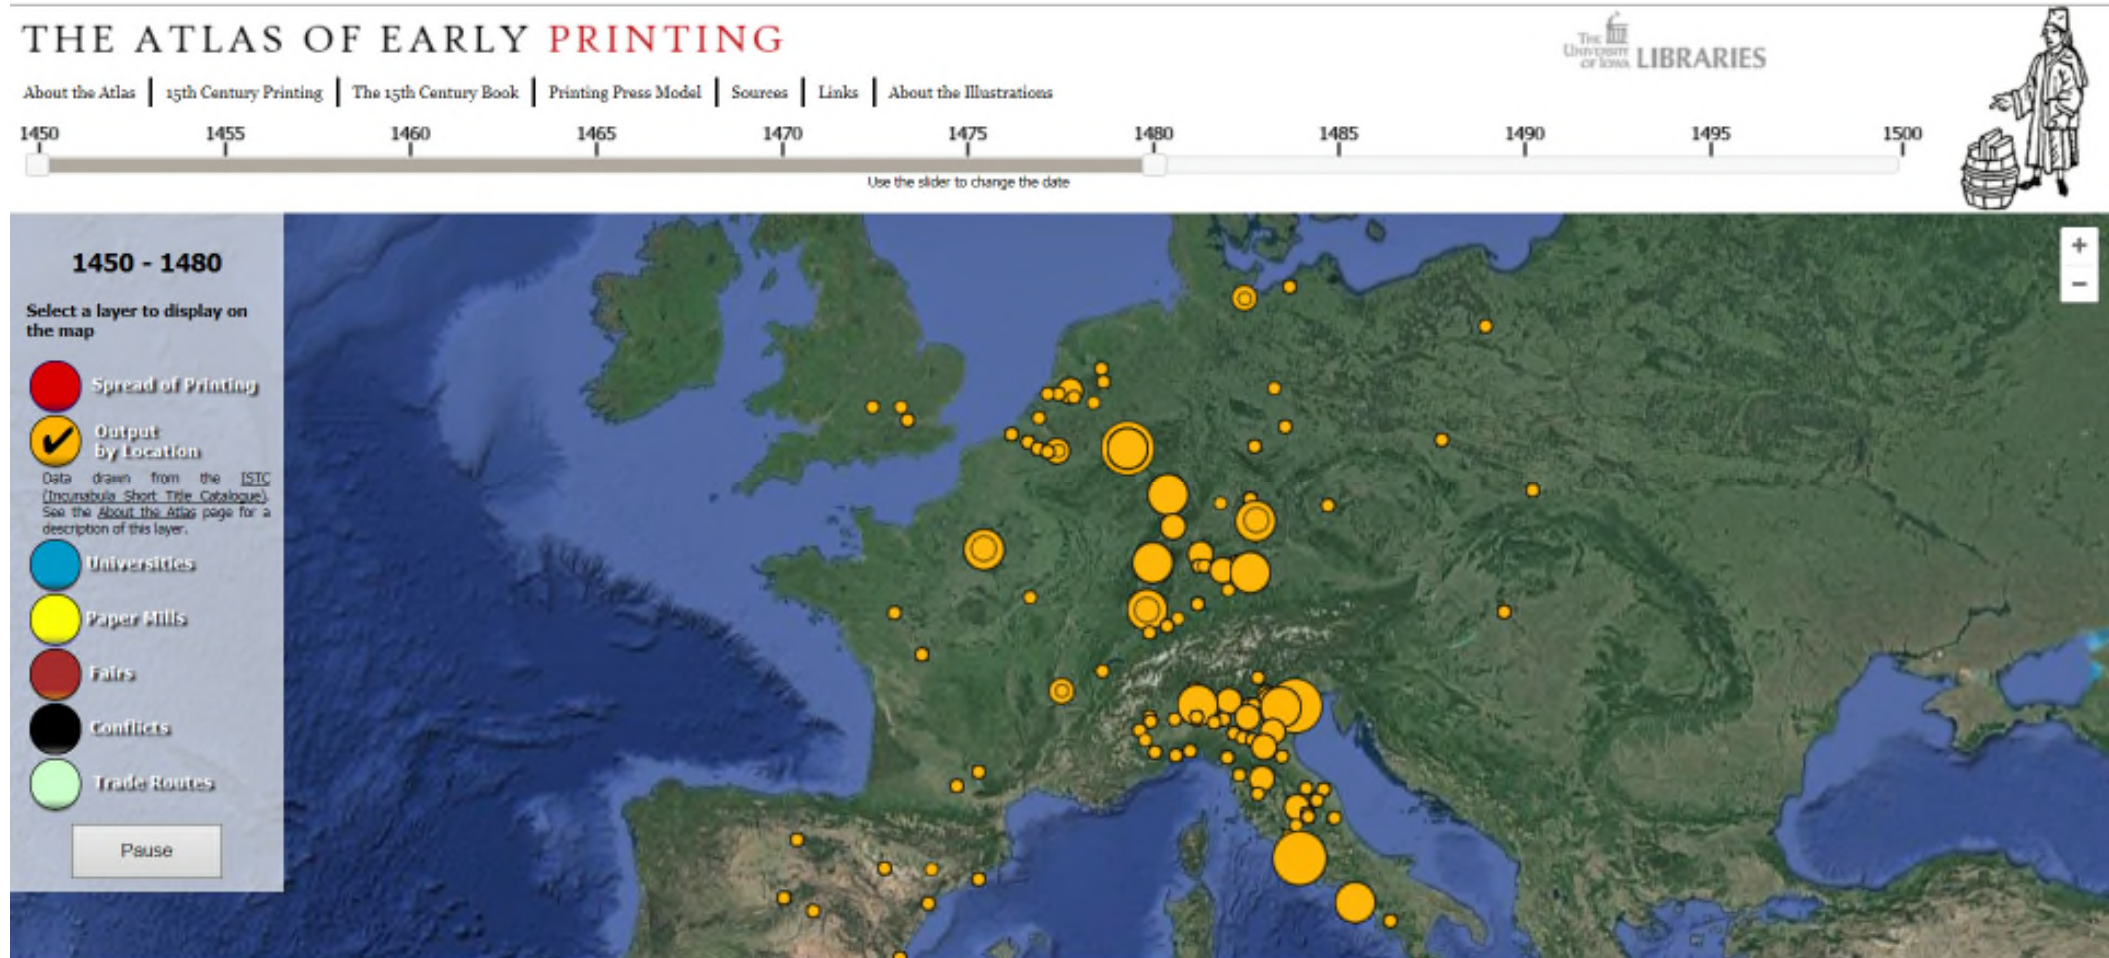 THE ATLAS OF EARLY PRINTING
THE UNIVERSITY OF IOWA LIBRARIES
About the Atlas
15th Century Printing
The 15th Century Book
Printing Press Model
Sources
Links
About the Illustrations
1450 1455 1460 1465 1470 1475 1480 1485 1490 1495 1500
Use the slider to change the date
1450 - 1480
Select a layer to display on
the map
Spread of Printing
Output
by Location
Data drawn from the ISTC
(Incunabula Short Title Catalogue).
See the About the Atlas page for a
description of this layer.
Universities
Paper Mills
Fairs
Conflicts
Trade Routes
Pause
+
−